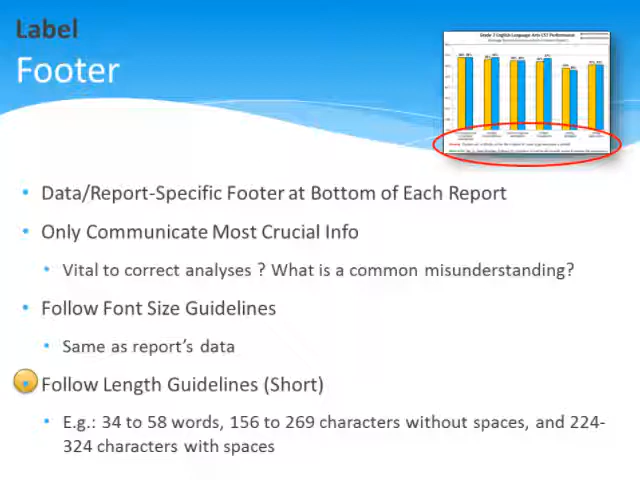 Label
Footer
Grade 7 English Language Arts CST Performance
Data/Report-Specific Footer at Bottom of Each Report
Only Communicate Most Crucial Info
Vital to correct analyses ? What is a common misunderstanding?
Follow Font Size Guidelines
Same as report's data
Follow Length Guidelines (Short)
E.g.: 34 to 58 words, 156 to 269 characters without spaces, and 224-
324 characters with spaces